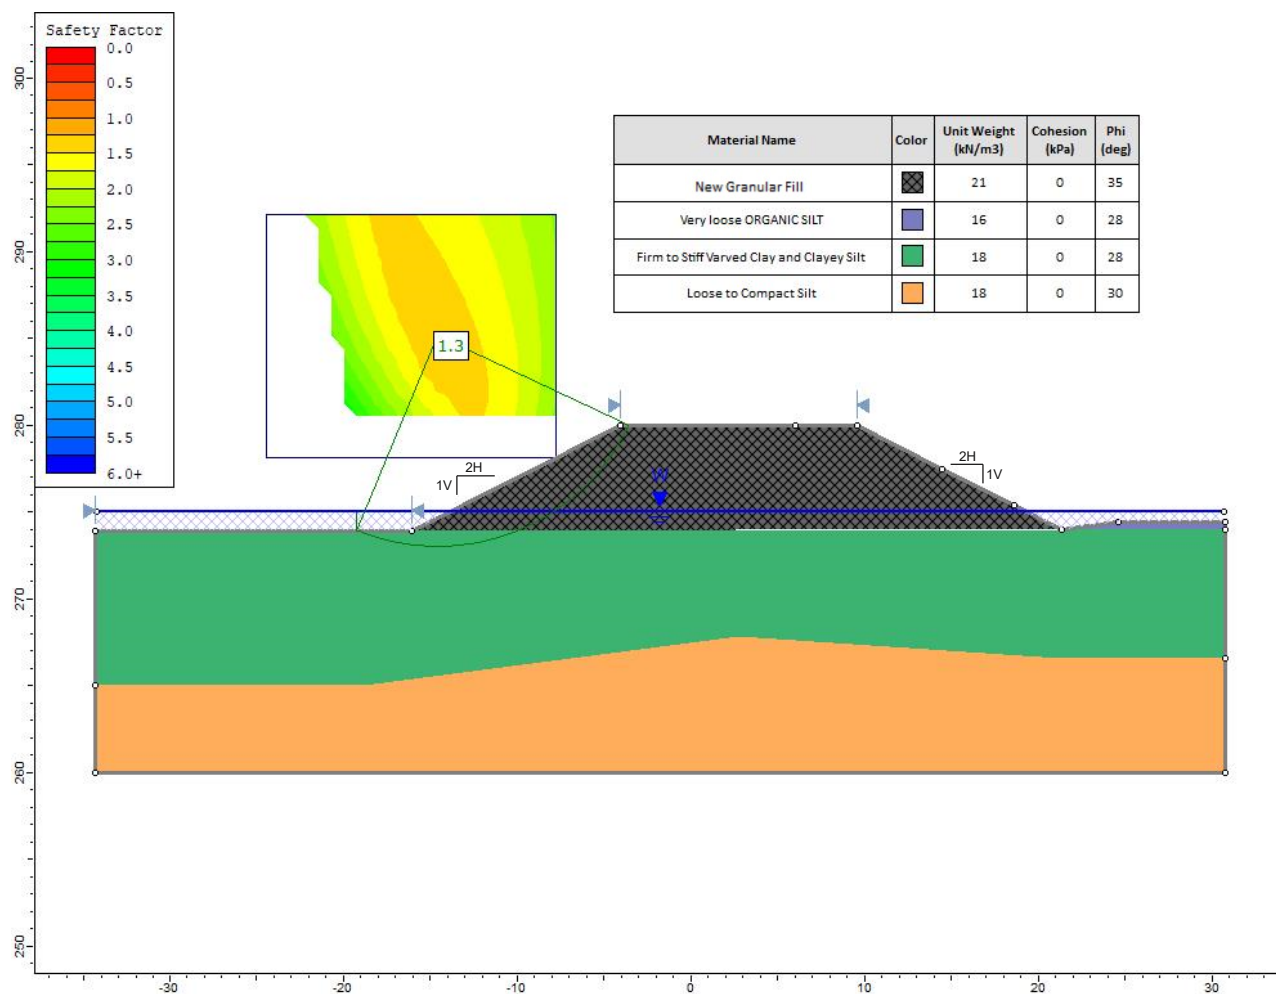 Safety Factor
0.0
0.5
1.0
1.5
2.0
2.5
3.0
3.5
4.0
4.5
5.0
5.5
6.0+
Material Name Color Unit Weight (kN/m3) Cohesion (kPa) Phi (deg)
New Granular Fill 21 0 35
Very loose ORGANIC SILT 16 0 28
Firm to Stiff Varved Clay and Clayey Silt 18 0 28
Loose to Compact Silt 18 0 30
1.3
2H
1V
W
2H
1V
300
290
280
270
260
250
-30 -20 -10 0 10 20 30